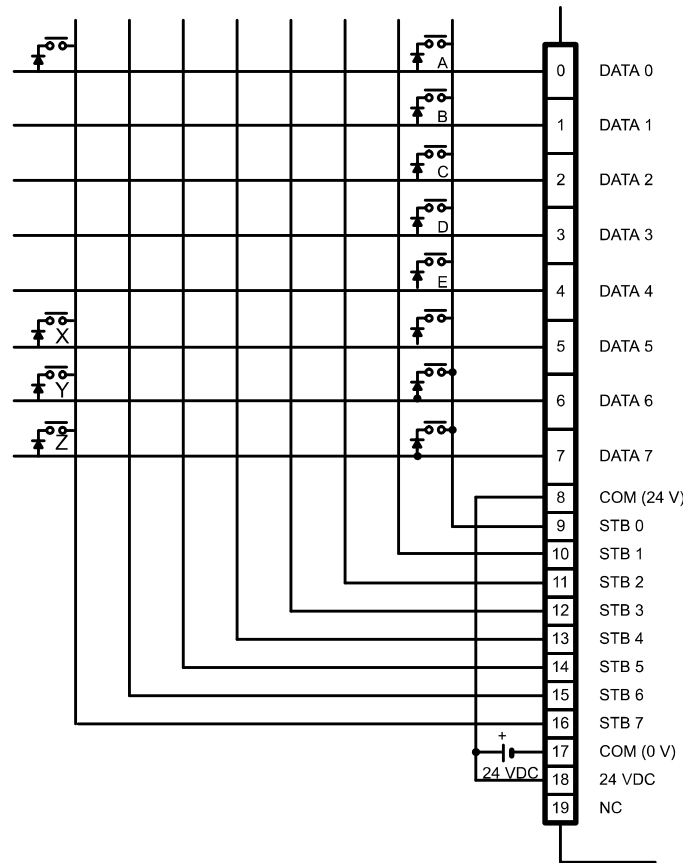 A
0 DATA 0
B
1 DATA 1
C
2 DATA 2
D
3 DATA 3
E
4 DATA 4
X
5 DATA 5
Y
6 DATA 6
Z
7 DATA 7
8 COM (24 V)
9 STB 0
10 STB 1
11 STB 2
12 STB 3
13 STB 4
14 STB 5
15 STB 6
16 STB 7
+
17 COM (0 V)
24 VDC
18 24 VDC
19 NC